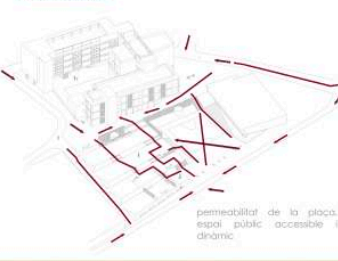 permeabilitat de la plaça.
espai públic accessible i
dinàmic